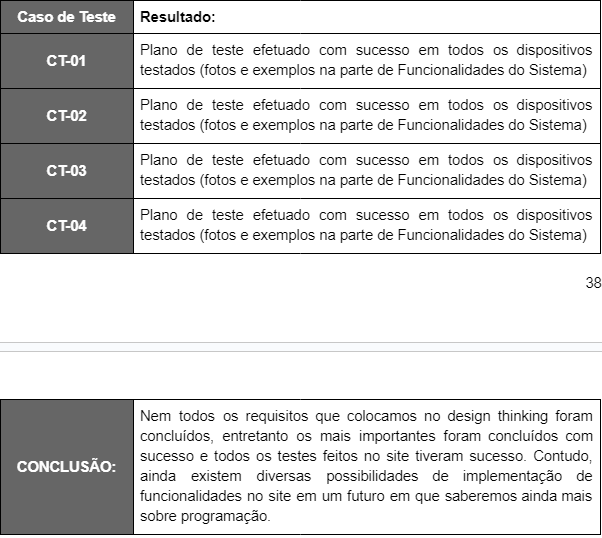 Caso de Teste Resultado:
CT-01
Plano de teste efetuado com sucesso em todos os dispositivos
testados (fotos e exemplos na parte de Funcionalidades do Sistema)
CT-02
Plano de teste efetuado com sucesso em todos os dispositivos
testados (fotos e exemplos na parte de Funcionalidades do Sistema)
CT-03
Plano de teste efetuado com sucesso em todos os dispositivos
testados (fotos e exemplos na parte de Funcionalidades do Sistema)
CT-04
Plano de teste efetuado com sucesso em todos os dispositivos
testados (fotos e exemplos na parte de Funcionalidades do Sistema)
38
CONCLUSÃO:
Nem todos os requisitos que colocamos no design thinking foram
concluídos, entretanto os mais importantes foram concluídos com
sucesso e todos os testes feitos no site tiveram sucesso. Contudo,
ainda existem diversas possibilidades de implementação de
funcionalidades no site em um futuro em que saberemos ainda mais
sobre programação.